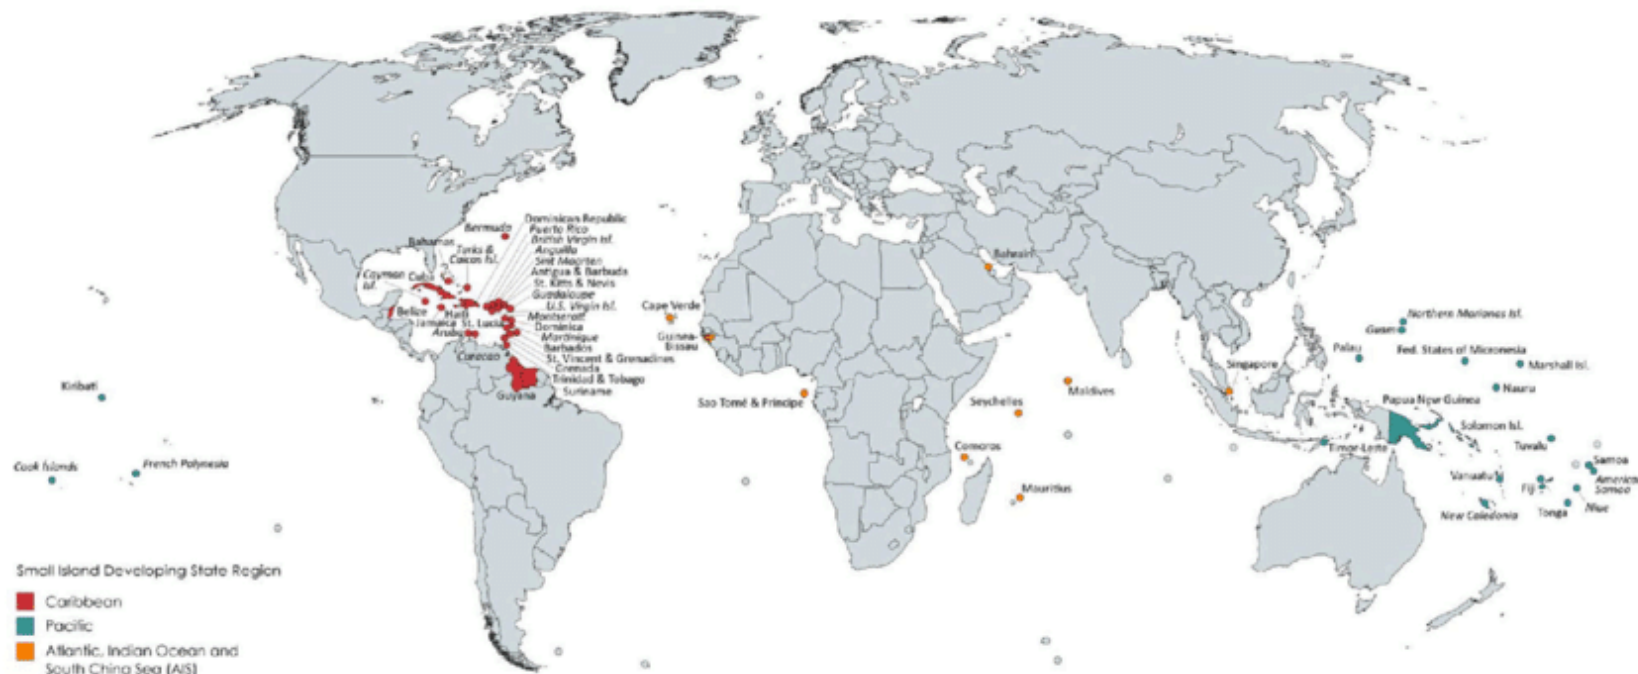 Dominican Republic
Puerto Rico
British Virgin Isl.
Anguilla
Sint Maarten
Antigua & Barbuda
St. Kitts & Nevis
Guadaloupe
U.S. Virgin Isl.
Montserratt
Dominica
Martinique
Barbados
St. Vincent & Grenadines
Grenada
Trinidad & Tobago
Suriname
Guyana
Bermuda
Bahamas
Turks &
Caicos Isl.
Cayman
Isl.
Cuba
Belize
Haiti
Jamaica
St. Lucia
Aruba
Curacao
Cape Verde
Guinea-
Bissau
Sao Tomé & Principe
Bahrain
Seychelles
Maldives
Comoros
Mauritius
Singapore
Northern Marianas Isl.
Guam
Palau
Fed. States of Micronesia
Marshall Isl.
Nauru
Papua New Guinea
Solomon Isl.
Timor-Leste
Tuvalu
Samoa
America
Samoa
Vanuatu
Fiji
Niue
Tonga
New Caledonia
Kiribati
Cook Islands
French Polynesia
Small Island Developing State Region
Caribbean
Pacific
Atlantic, Indian Ocean and
South China Sea (AIS)